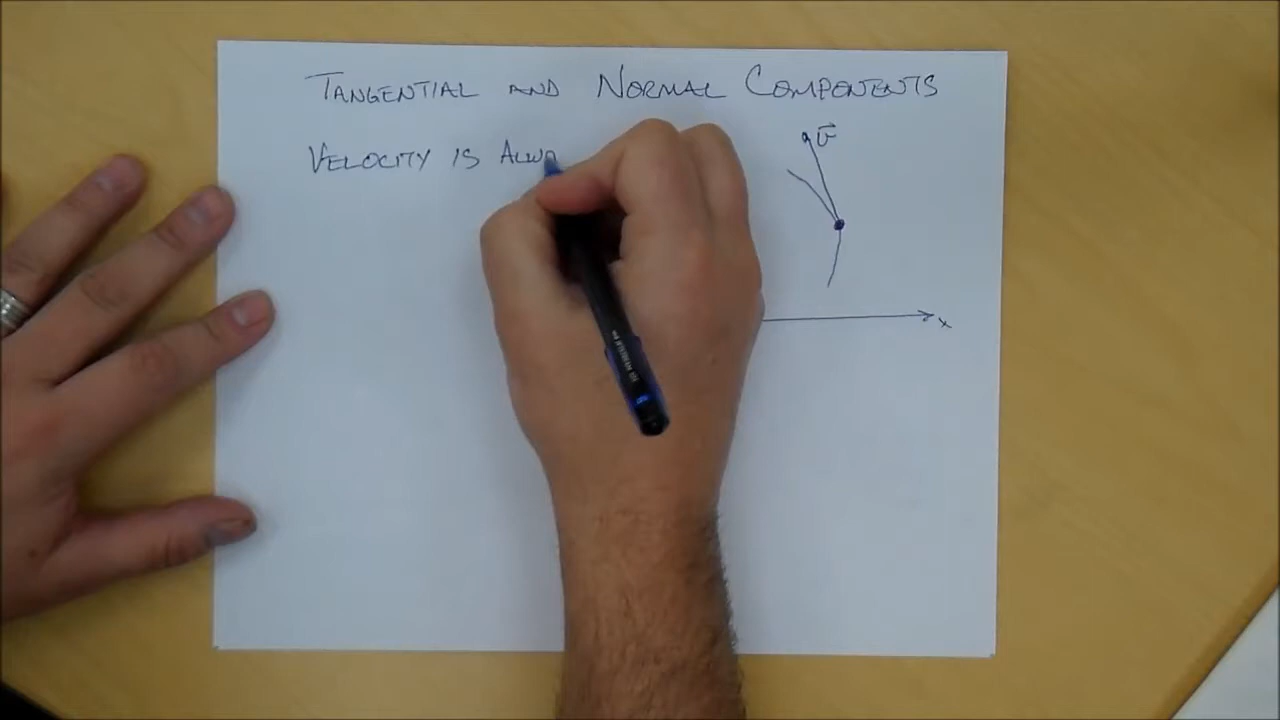 TANGENTIAL AND NORMAL COMPONENTS
VELOCITY IS ALWA
v⃗
x